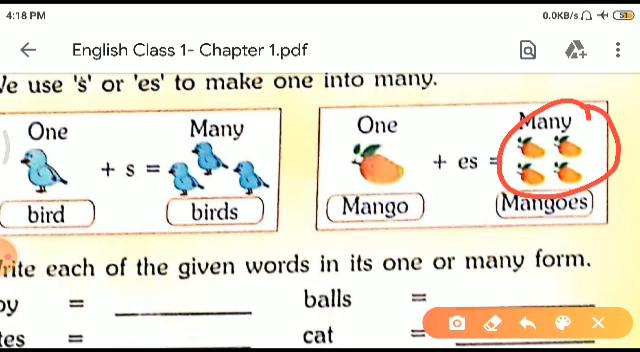 4:18 PM 0.0KB/s 51
English Class 1- Chapter 1.pdf
We use 's' or 'es' to make one into many.
One Many One Many
+ s = + es =
bird birds Mango Mangoes
Write each of the given words in its one or many form.
= balls =
= cat =